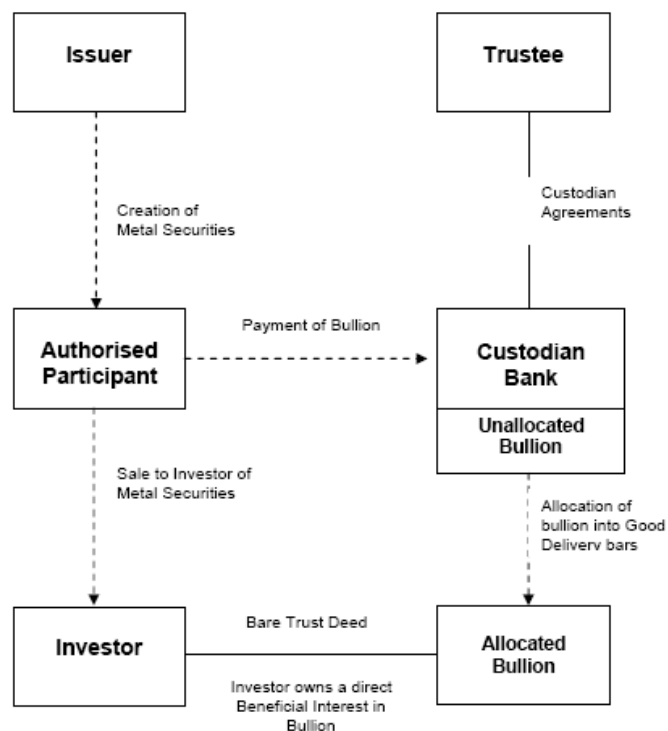 Issuer
Trustee
Creation of
Metal Securities
Custodian
Agreements
Authorised
Participant
Payment of Bullion
Custodian
Bank
Unallocated
Bullion
Sale to Investor of
Metal Securities
Allocation of
bullion into Good
Delivery bars
Investor
Bare Trust Deed
Investor owns a direct
Beneficial Interest in
Bullion
Allocated
Bullion